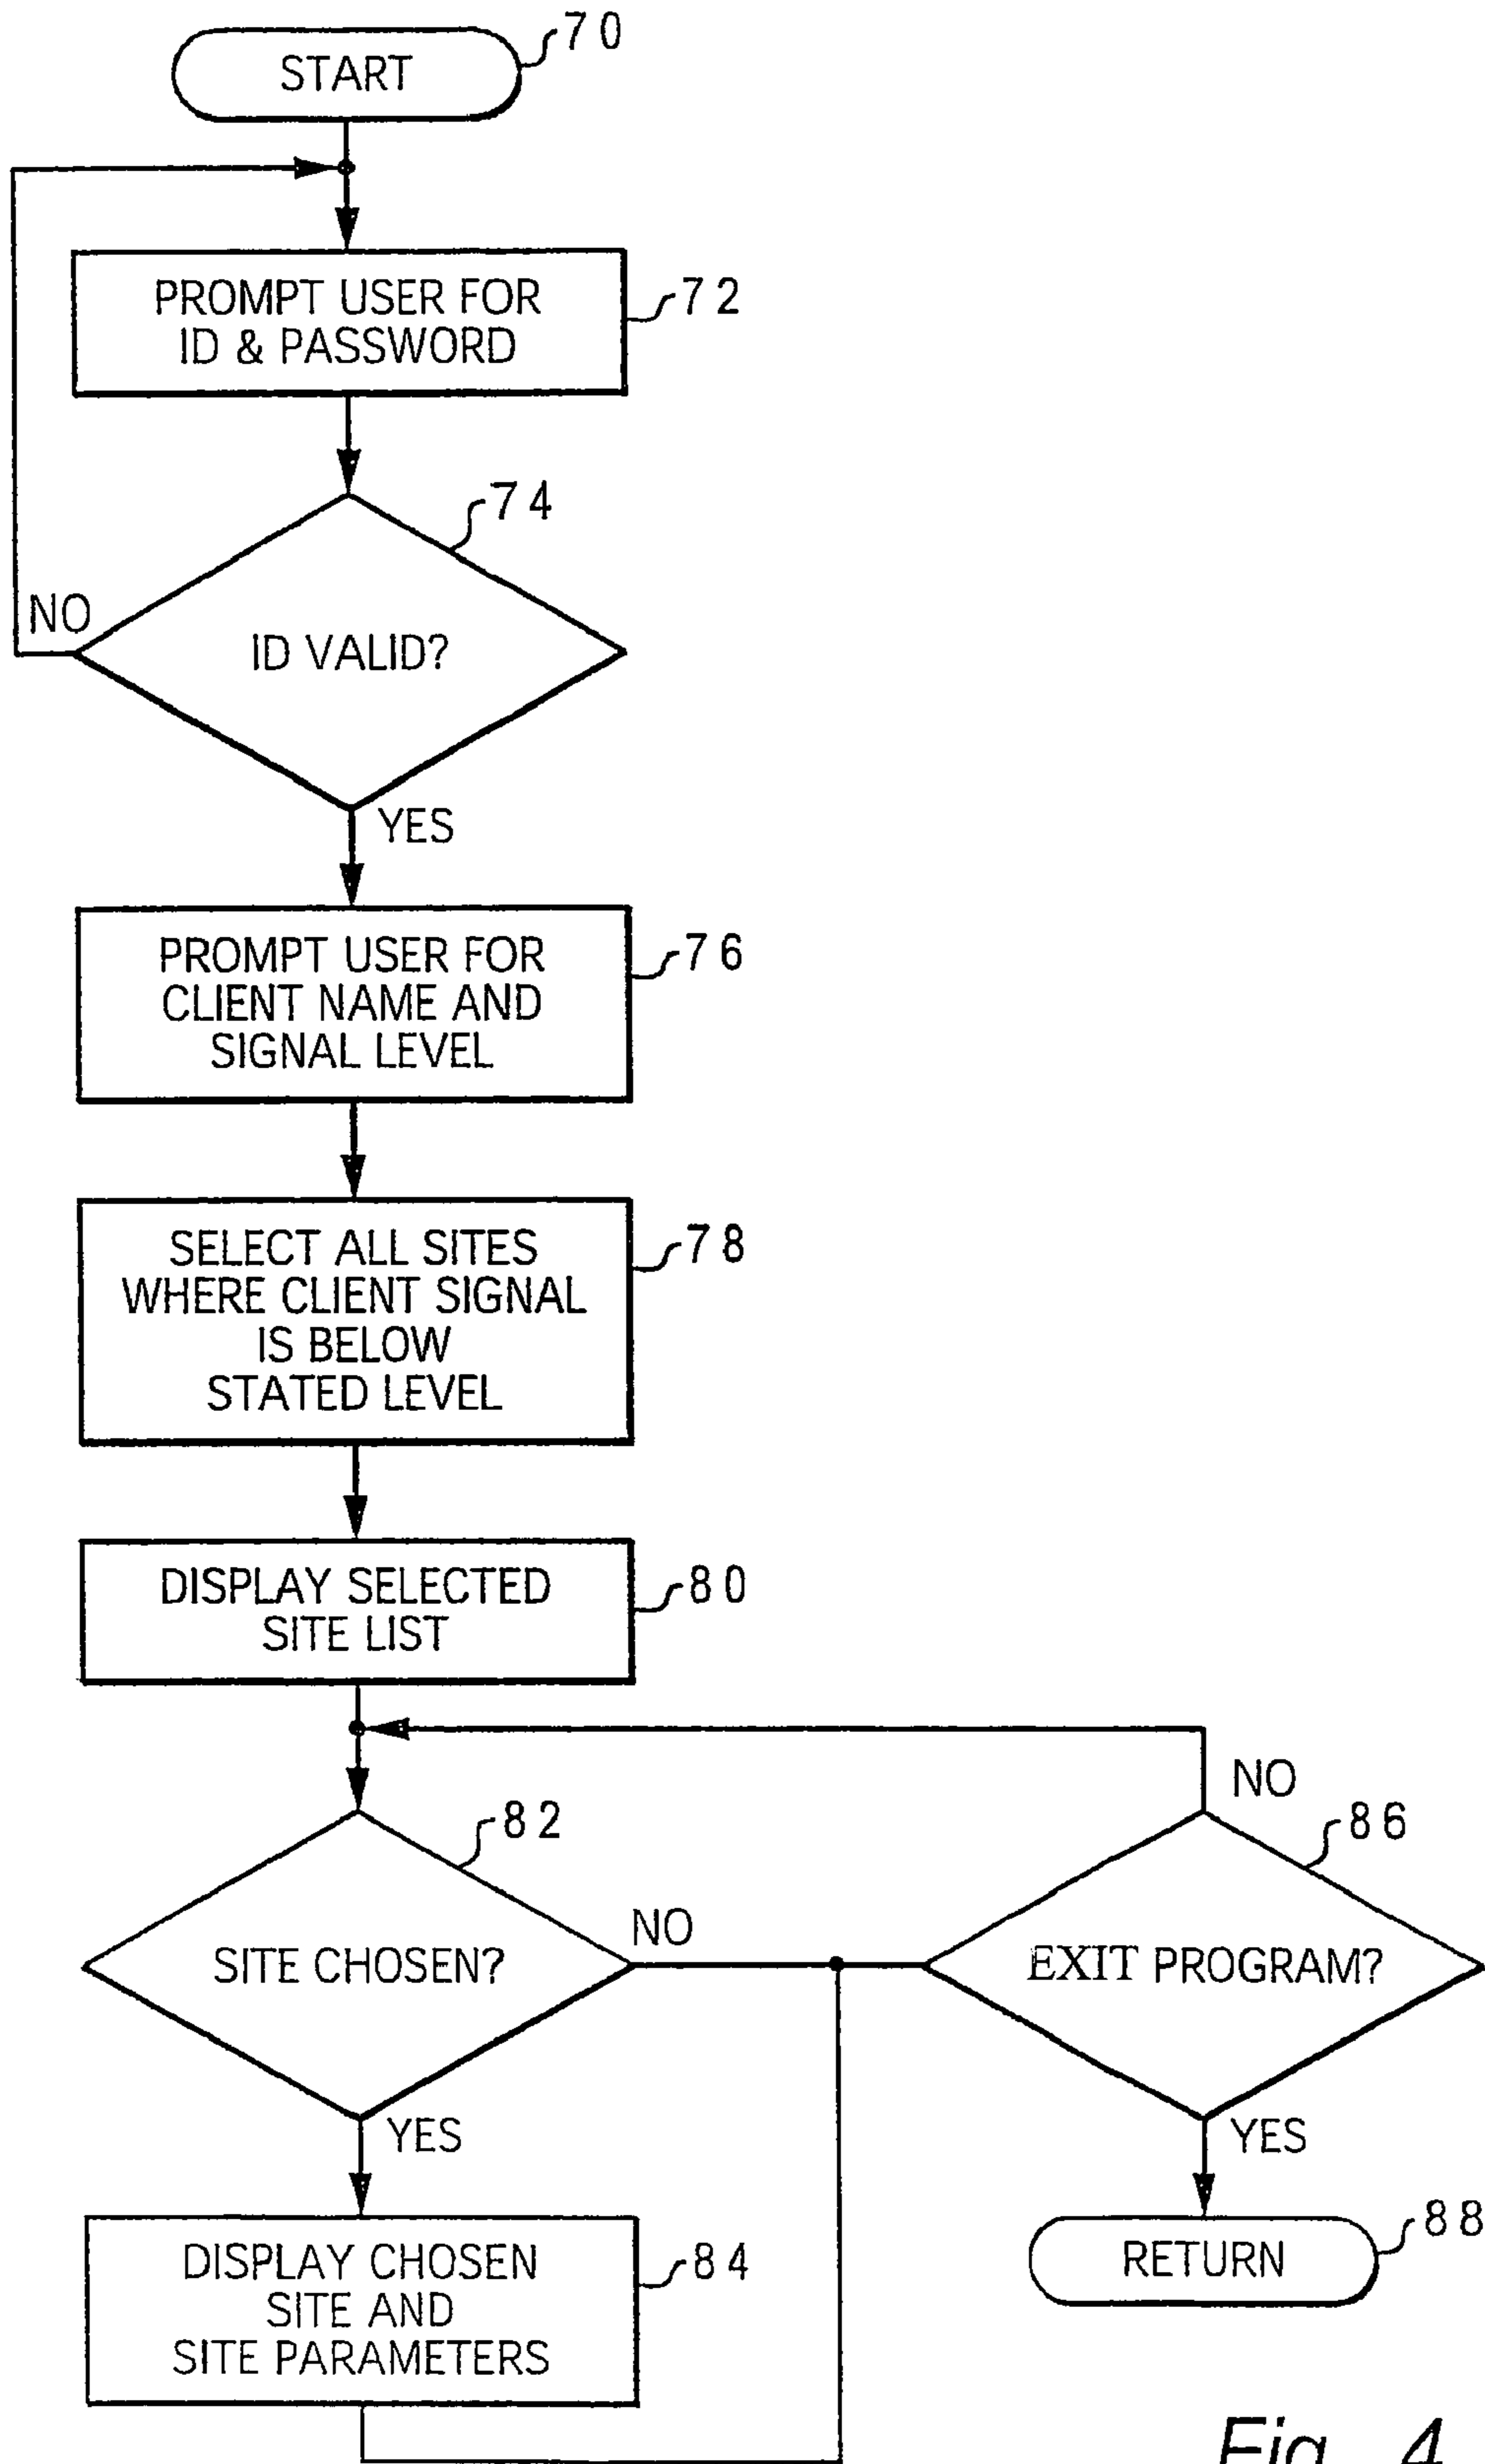 START
70
PROMPT USER FOR
ID & PASSWORD
72
74
NO
ID VALID?
YES
PROMPT USER FOR
CLIENT NAME AND
SIGNAL LEVEL
76
SELECT ALL SITES
WHERE CLIENT SIGNAL
IS BELOW
STATED LEVEL
78
DISPLAY SELECTED
SITE LIST
80
NO
82
86
SITE CHOSEN?
NO
EXIT PROGRAM?
YES
YES
DISPLAY CHOSEN
SITE AND
SITE PARAMETERS
84
RETURN
88
Fig. 4